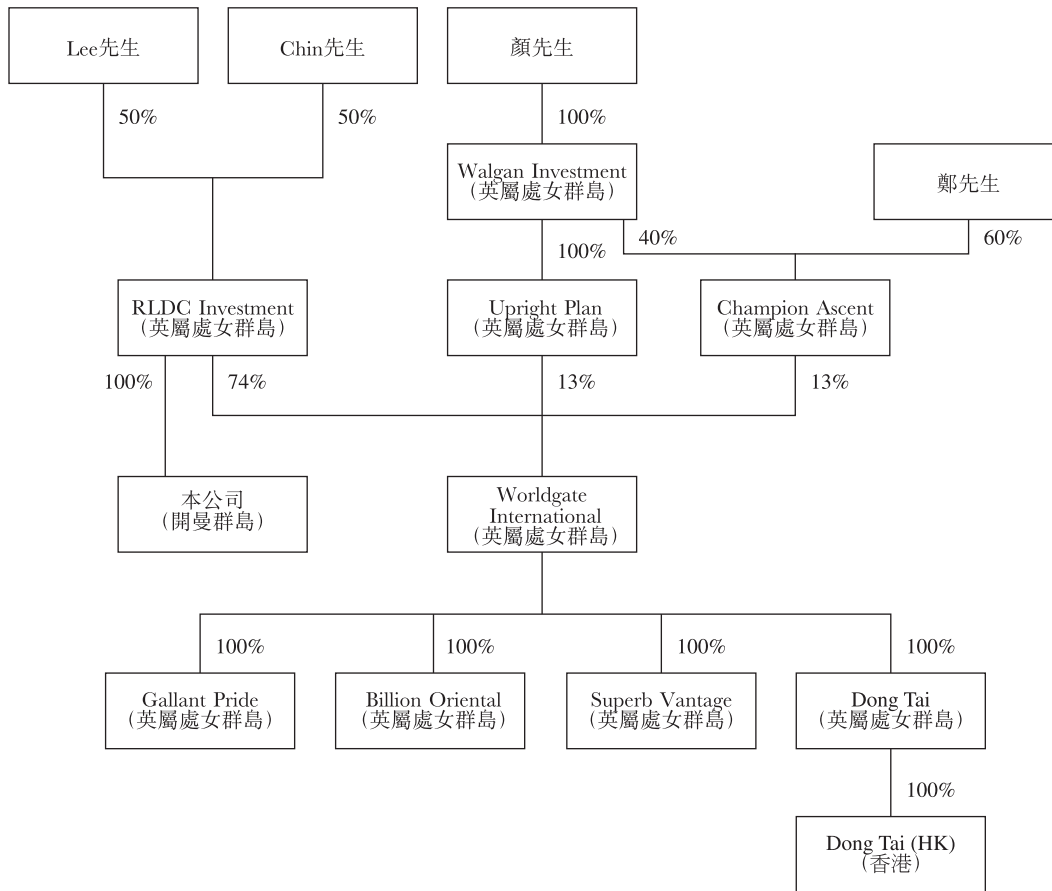 Lee先生
Chin先生
顏先生
50%
50%
100%
Walgan Investment
(英屬處女群島)
鄭先生
40%
60%
100%
RLDC Investment
(英屬處女群島)
Upright Plan
(英屬處女群島)
Champion Ascent
(英屬處女群島)
100%
74%
13%
13%
本公司
(開曼群島)
Worldgate
International
(英屬處女群島)
100%
100%
100%
100%
Gallant Pride
(英屬處女群島)
Billion Oriental
(英屬處女群島)
Superb Vantage
(英屬處女群島)
Dong Tai
(英屬處女群島)
100%
Dong Tai (HK)
(香港)